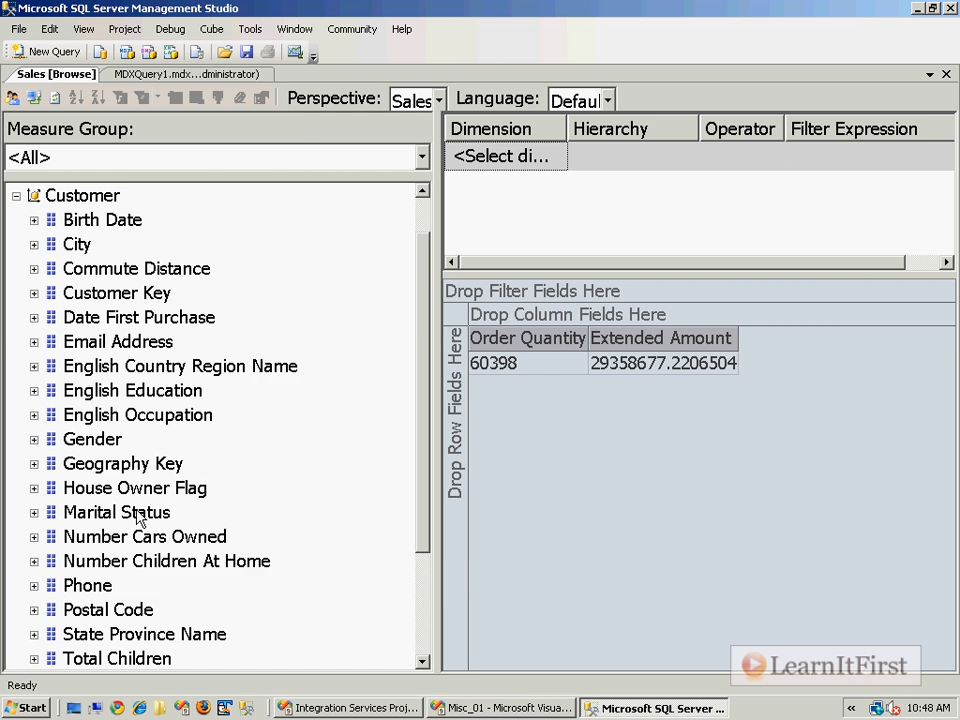 Microsoft SQL Server Management Studio
File Edit View Project Debug Cube Tools Window Community Help
New Query
Sales [Browse] MDXQuery1.mdx...dministrator)
Perspective: Sales Language: Defaul
Measure Group:
<All>
Dimension Hierarchy Operator Filter Expression
<Select di...
Customer
Birth Date
City
Commute Distance
Customer Key
Date First Purchase
Email Address
English Country Region Name
English Education
English Occupation
Gender
Geography Key
House Owner Flag
Marital Status
Number Cars Owned
Number Children At Home
Phone
Postal Code
State Province Name
Total Children
Drop Filter Fields Here
Drop Column Fields Here
Drop Row Fields Here
Order Quantity Extended Amount
60398 29358677.2206504
LearnItFirst
Ready
Start Integration Services Proj... Misc_01 - Microsoft Visua... Microsoft SQL Server ... « 10:48 AM